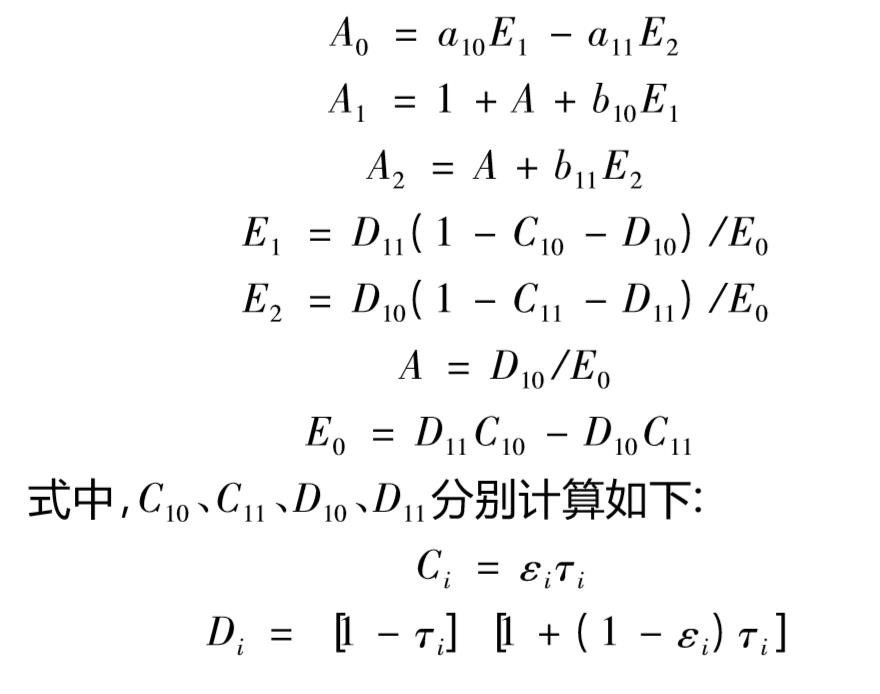 A₀ = a₁₀E₁ − a₁₁E₂
A₁ = 1 + A + b₁₀E₁
A₂ = A + b₁₁E₂
E₁ = D₁₁(1 − C₁₀ − D₁₀)/E₀
E₂ = D₁₀(1 − C₁₁ − D₁₁)/E₀
A = D₁₀/E₀
E₀ = D₁₁C₁₀ − D₁₀C₁₁
式中,C₁₀、C₁₁、D₁₀、D₁₁分别计算如下:
Cᵢ = εᵢτᵢ
Dᵢ = [1 − τᵢ] [1 + (1 − εᵢ)τᵢ]